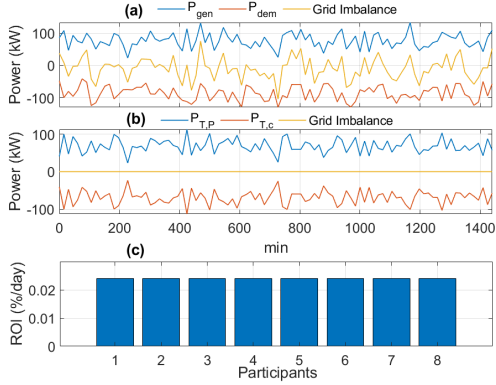 (a)
P_gen P_dem Grid Imbalance
Power (kW)
100
0
-100
(b)
P_T,P P_T,c Grid Imbalance
Power (kW)
100
0
-100
0 200 400 600 800 1000 1200 1400
min
(c)
ROI (%/day)
0.02
0.01
0
1 2 3 4 5 6 7 8
Participants